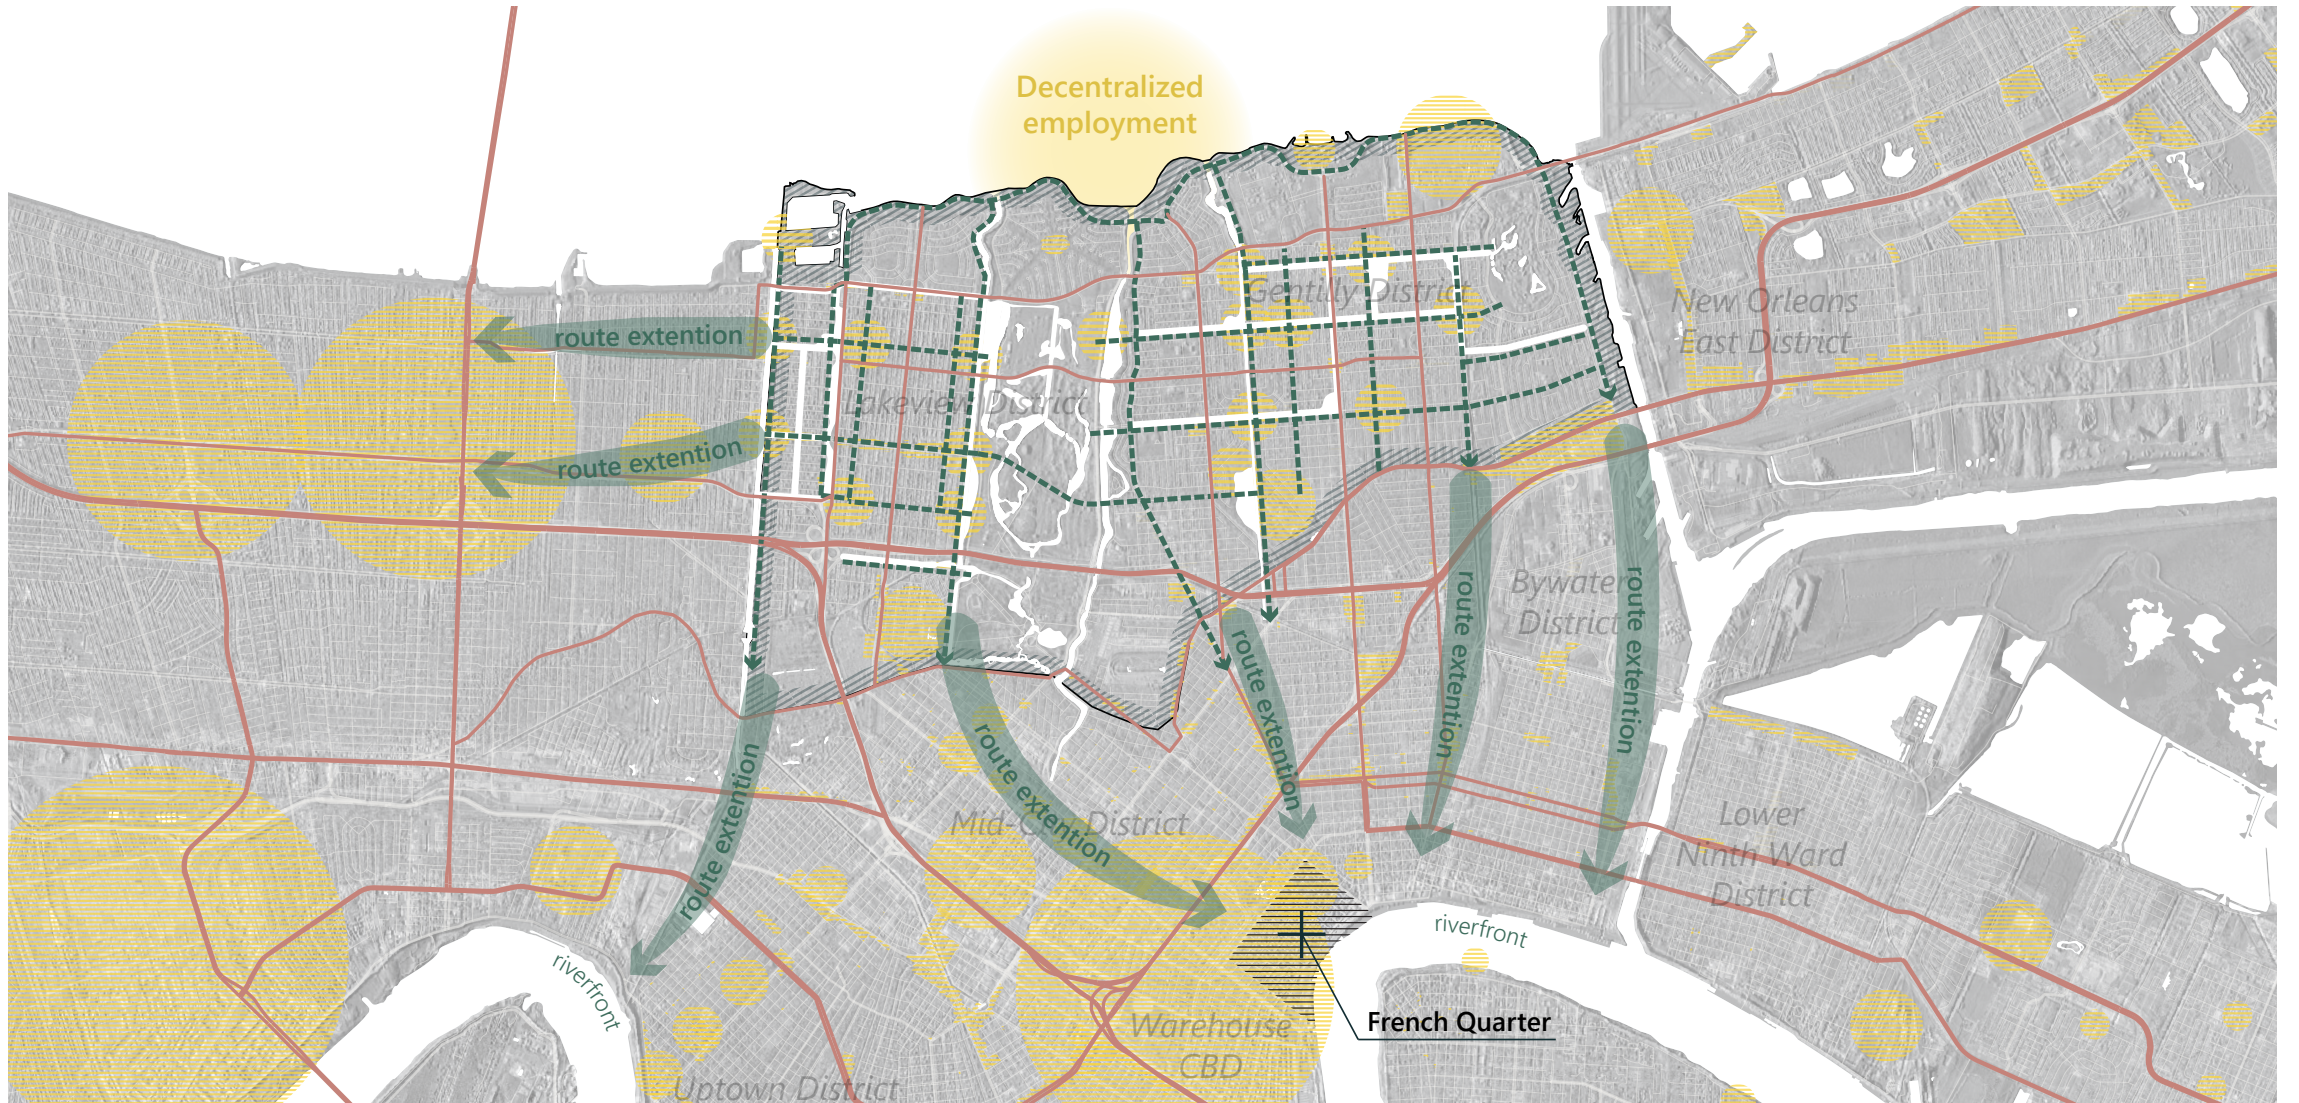 Decentralized
employment
Gentilly District
New Orleans
East District
route extention
Lakeview District
route extention
Bywater
District
route extention
route extention
route extention
route extention
route extention
Mid-City District
Lower
Ninth Ward
District
riverfront
riverfront
French Quarter
Warehouse
CBD
Uptown District